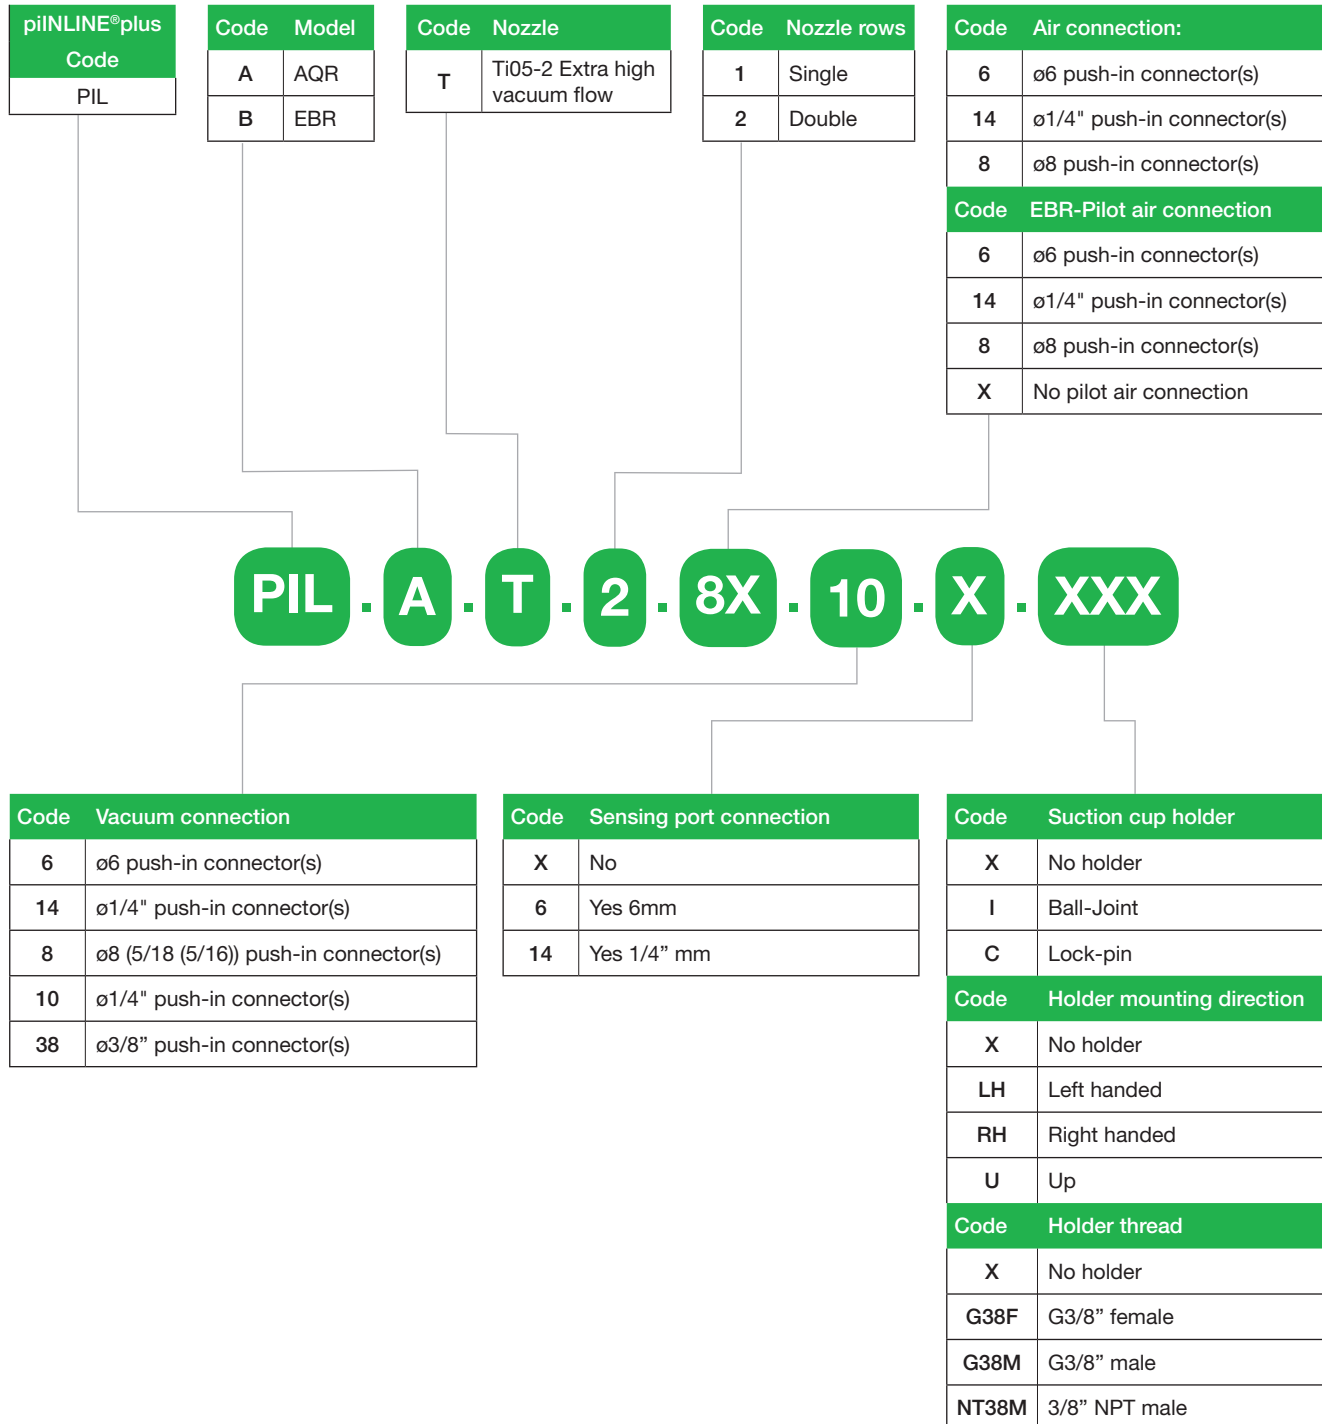 piINLINE®plus
Code
PIL
Code Model
A AQR
B EBR
Code Nozzle
T Ti05-2 Extra high
vacuum flow
Code Nozzle rows
1 Single
2 Double
Code Air connection:
6 ø6 push-in connector(s)
14 ø1/4" push-in connector(s)
8 ø8 push-in connector(s)
Code EBR-Pilot air connection
6 ø6 push-in connector(s)
14 ø1/4" push-in connector(s)
8 ø8 push-in connector(s)
X No pilot air connection
PIL . A . T . 2 . 8X . 10 . X . XXX
Code Vacuum connection
6 ø6 push-in connector(s)
14 ø1/4" push-in connector(s)
8 ø8 (5/18 (5/16)) push-in connector(s)
10 ø1/4" push-in connector(s)
38 ø3/8” push-in connector(s)
Code Sensing port connection
X No
6 Yes 6mm
14 Yes 1/4” mm
Code Suction cup holder
X No holder
I Ball-Joint
C Lock-pin
Code Holder mounting direction
X No holder
LH Left handed
RH Right handed
U Up
Code Holder thread
X No holder
G38F G3/8” female
G38M G3/8” male
NT38M 3/8” NPT male